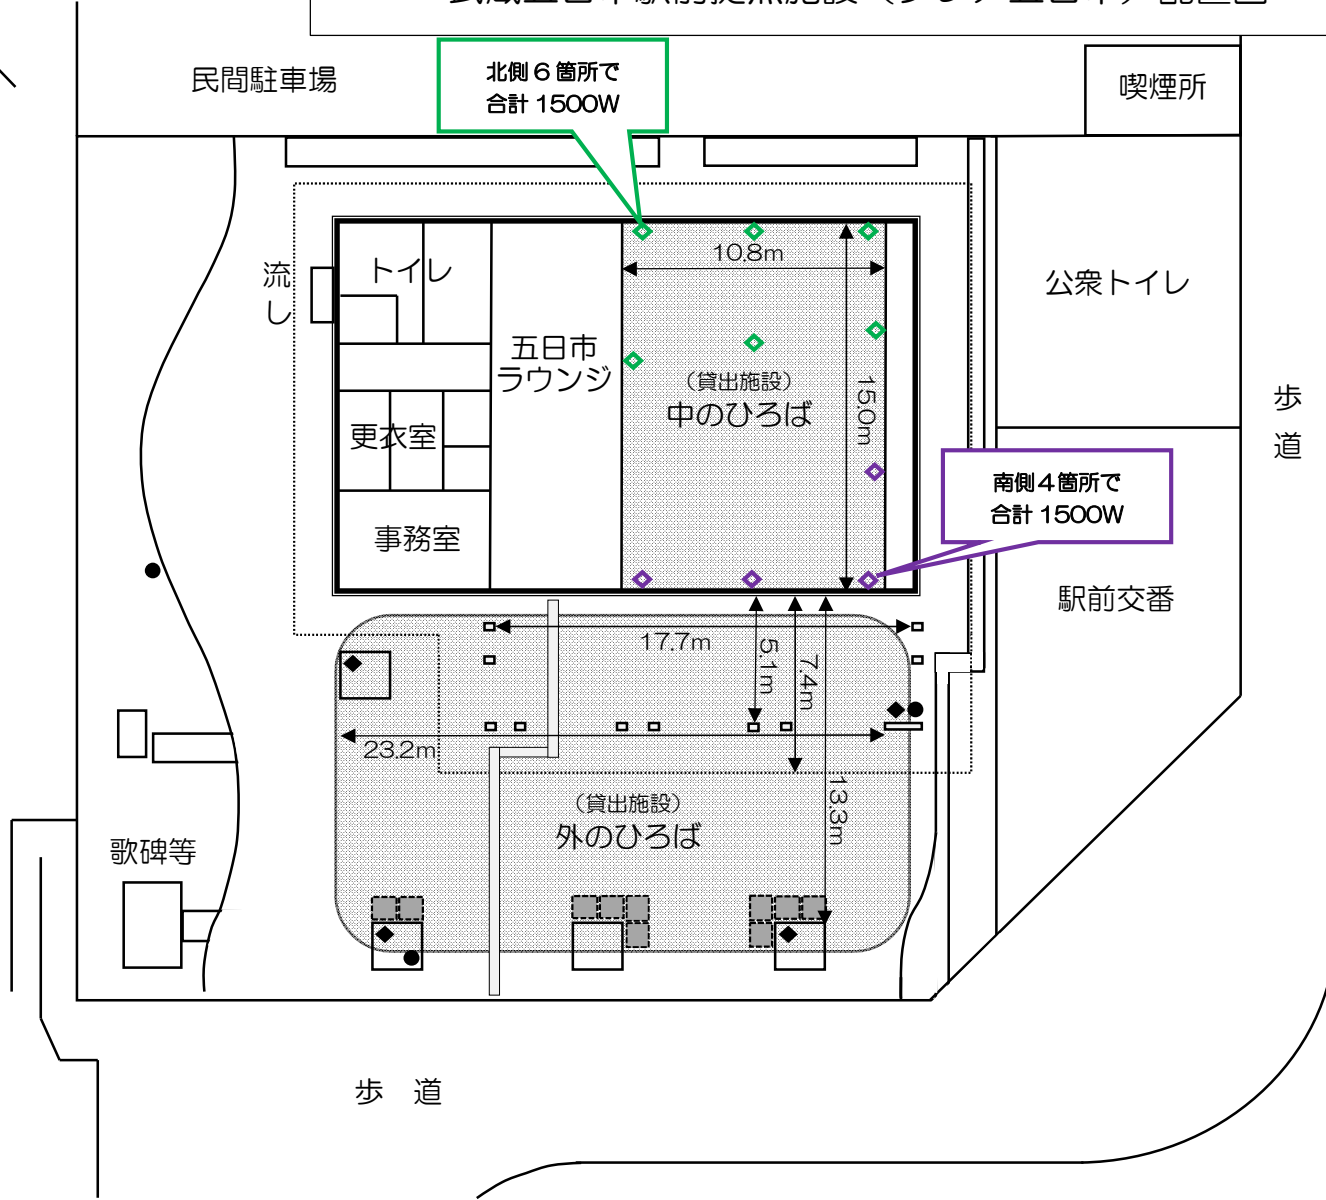 民間駐車場
北側６箇所で
合計 1500W
喫煙所
流し
トイレ
10.8m
公衆トイレ
五日市
ラウンジ
（貸出施設）
中のひろば
15.0m
更衣室
歩道
南側４箇所で
合計 1500W
事務室
駅前交番
17.7m
5.1m
7.4m
23.2m
13.3m
（貸出施設）
外のひろば
歌碑等
歩　道